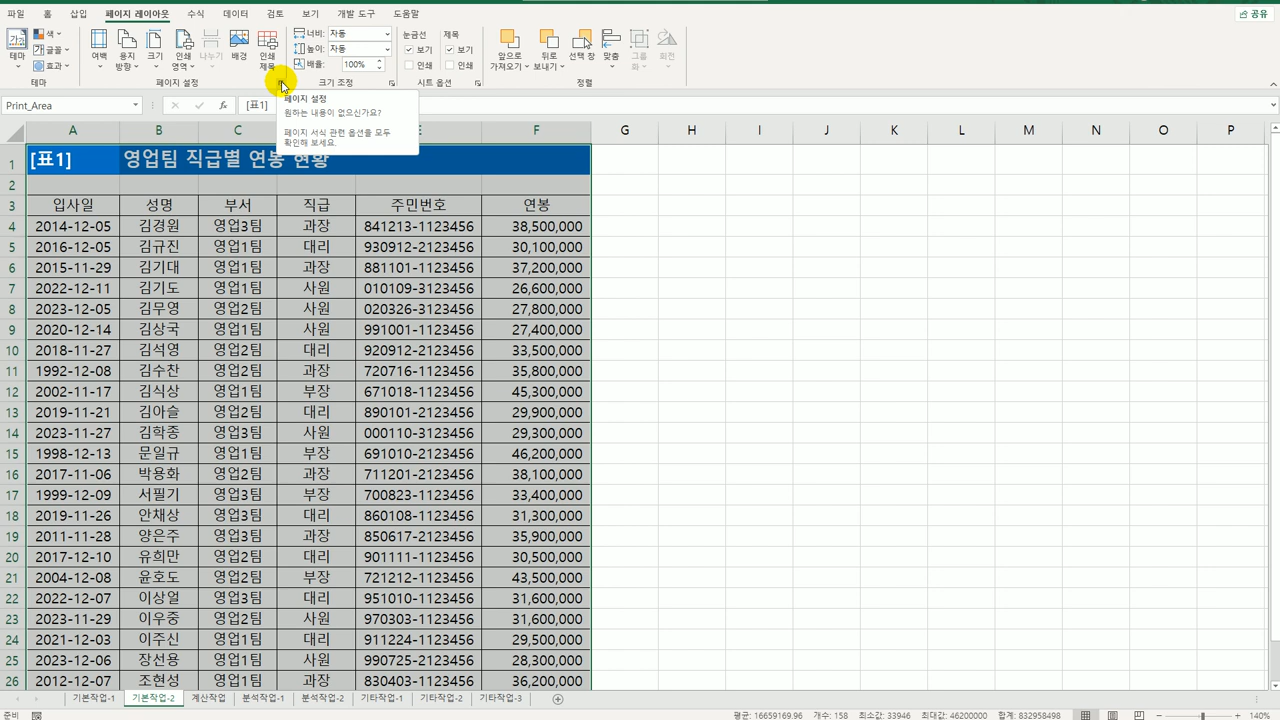 파일 홈 삽입 페이지 레이아웃 수식 데이터 검토 보기 개발 도구 도움말 공유
테마 색 글꼴 효과 여백 용지 방향 크기 인쇄 영역 나누기 배경 인쇄 제목 너비: 자동 높이: 자동 배율: 100% 눈금선 보기 인쇄 제목 보기 인쇄 앞으로 가져오기 뒤로 보내기 선택 창 맞춤 그룹화 회전
테마 페이지 설정 크기 조정 시트 옵션 정렬
Print_Area [표1]
페이지 설정
원하는 내용이 없으신가요?
페이지 서식 관련 옵션을 모두
확인해 보세요.
A B C E F G H I J K L M N O P
1 [표1] 영업팀 직급별 연봉 현황
2
3 입사일 성명 부서 직급 주민번호 연봉
4 2014-12-05 김경원 영업3팀 과장 841213-1123456 38,500,000
5 2016-12-05 김규진 영업1팀 대리 930912-2123456 30,100,000
6 2015-11-29 김기대 영업1팀 과장 881101-1123456 37,200,000
7 2022-12-11 김기도 영업1팀 사원 010109-3123456 26,600,000
8 2023-12-05 김무영 영업2팀 사원 020326-3123456 27,800,000
9 2020-12-14 김상국 영업1팀 사원 991001-1123456 27,400,000
10 2018-11-27 김석영 영업2팀 대리 920912-2123456 33,500,000
11 1992-12-08 김수찬 영업2팀 과장 720716-1123456 35,800,000
12 2002-11-17 김식상 영업1팀 부장 671018-1123456 45,300,000
13 2019-11-21 김아슬 영업2팀 대리 890101-2123456 29,900,000
14 2023-11-27 김학종 영업3팀 사원 000110-3123456 29,300,000
15 1998-12-13 문일규 영업1팀 부장 691010-2123456 46,200,000
16 2017-11-06 박용화 영업2팀 과장 711201-2123456 38,100,000
17 1999-12-09 서필기 영업3팀 부장 700823-1123456 33,400,000
18 2019-11-26 안채상 영업3팀 대리 860108-1123456 31,300,000
19 2011-11-28 양은주 영업3팀 과장 850617-2123456 35,900,000
20 2017-12-10 유희만 영업2팀 대리 901111-1123456 30,500,000
21 2004-12-08 윤호도 영업2팀 부장 721212-2123456 43,500,000
22 2022-12-07 이상얼 영업3팀 대리 951010-1123456 31,600,000
23 2023-11-29 이우중 영업2팀 사원 970303-1123456 31,600,000
24 2021-12-03 이주신 영업1팀 대리 911224-1123456 29,500,000
25 2023-12-06 장선용 영업1팀 사원 990725-2123456 28,300,000
26 2012-12-07 조현성 영업1팀 과장 830403-1123456 36,200,000
기본작업-1 기본작업-2 계산작업 분석작업-1 분석작업-2 기타작업-1 기타작업-2 기타작업-3
준비 평균: 16659169.96 개수: 158 최소값: 33946 최대값: 46200000 합계: 832958498 140%